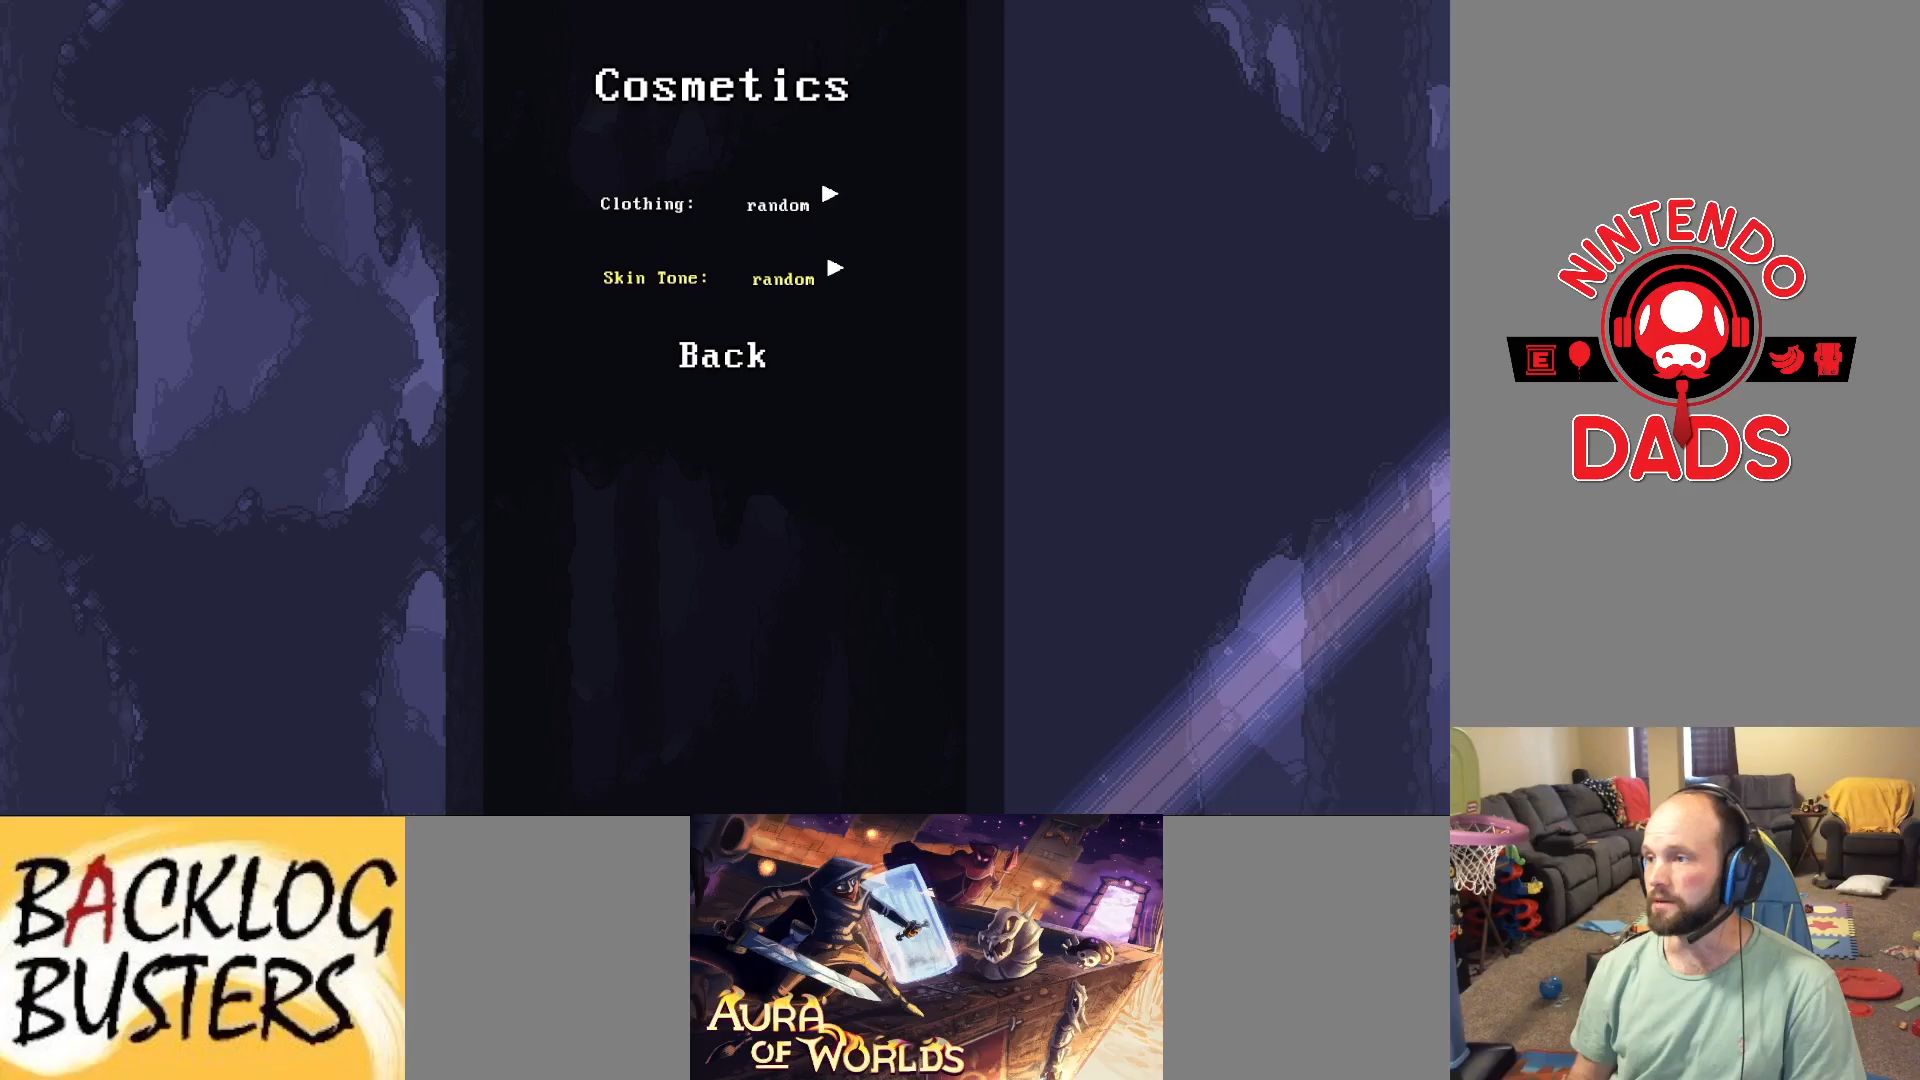 Cosmetics
Clothing: random
Skin Tone: random
Back
NINTENDO
E
DADS
BACKLOG
BUSTERS
AURA
OF WORLDS